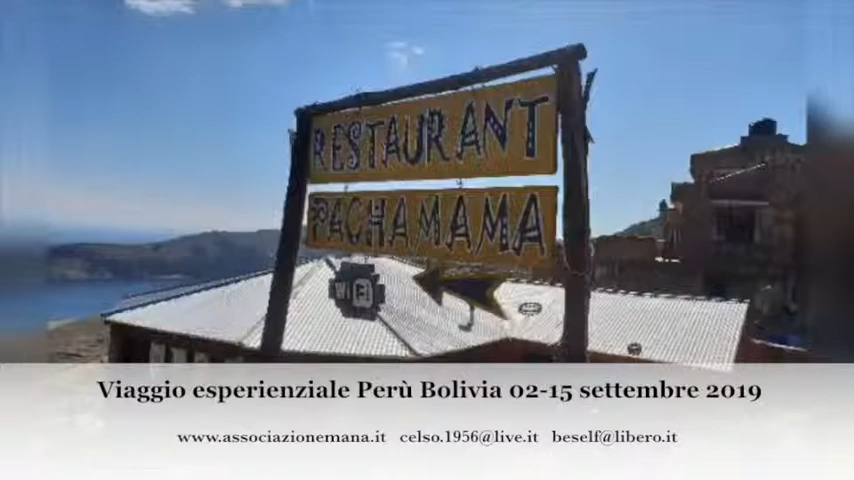 RESTAURANT
PACHAMAMA
WiFi
Viaggio esperienziale Perù Bolivia 02-15 settembre 2019
www.associazionemana.it celso.1956@live.it beself@libero.it